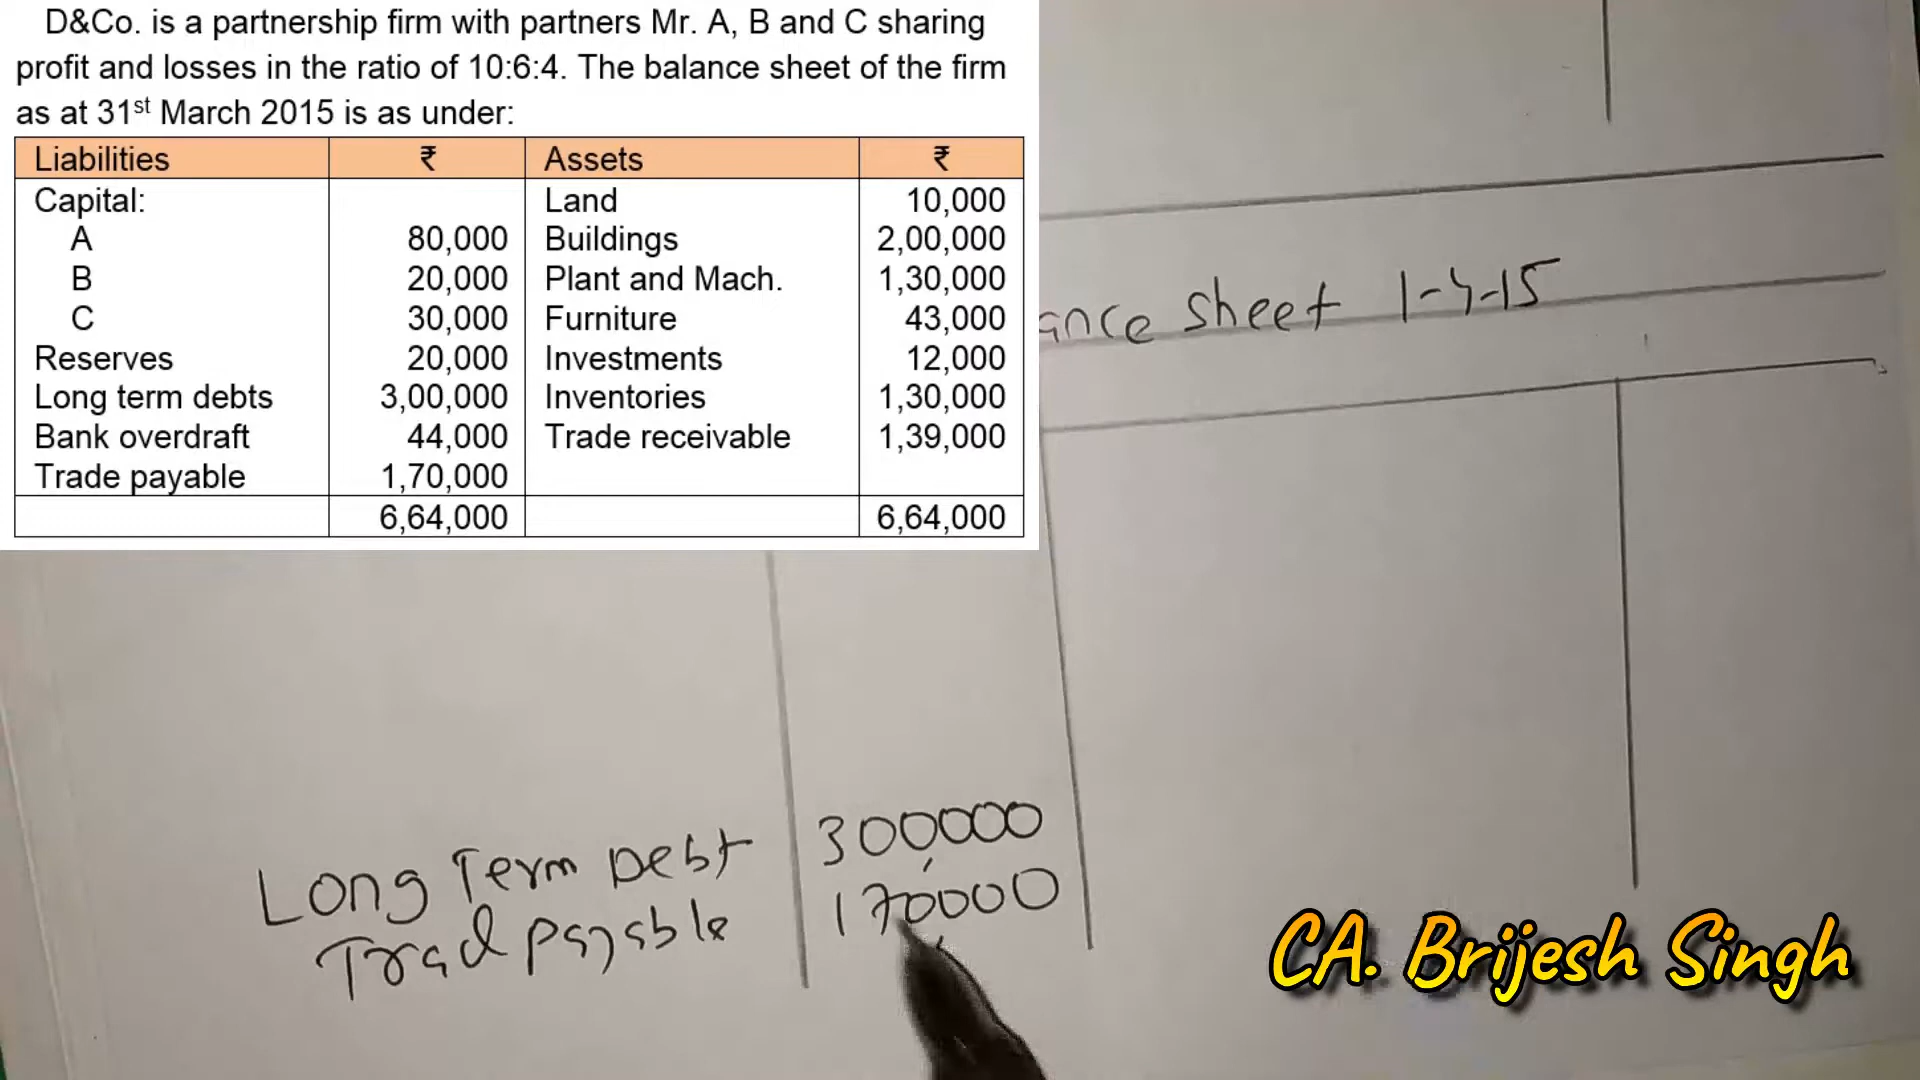 D&Co. is a partnership firm with partners Mr. A, B and C sharing
profit and losses in the ratio of 10:6:4. The balance sheet of the firm
as at 31st March 2015 is as under:
Liabilities ₹ Assets ₹
Capital: Land 10,000
A 80,000 Buildings 2,00,000
B 20,000 Plant and Mach. 1,30,000
C 30,000 Furniture 43,000
Reserves 20,000 Investments 12,000
Long term debts 3,00,000 Inventories 1,30,000
Bank overdraft 44,000 Trade receivable 1,39,000
Trade payable 1,70,000
6,64,000 6,64,000
ance sheet 1-4-15
Long Term Debt 300,000
Trad payable 170,000
CA. Brijesh Singh